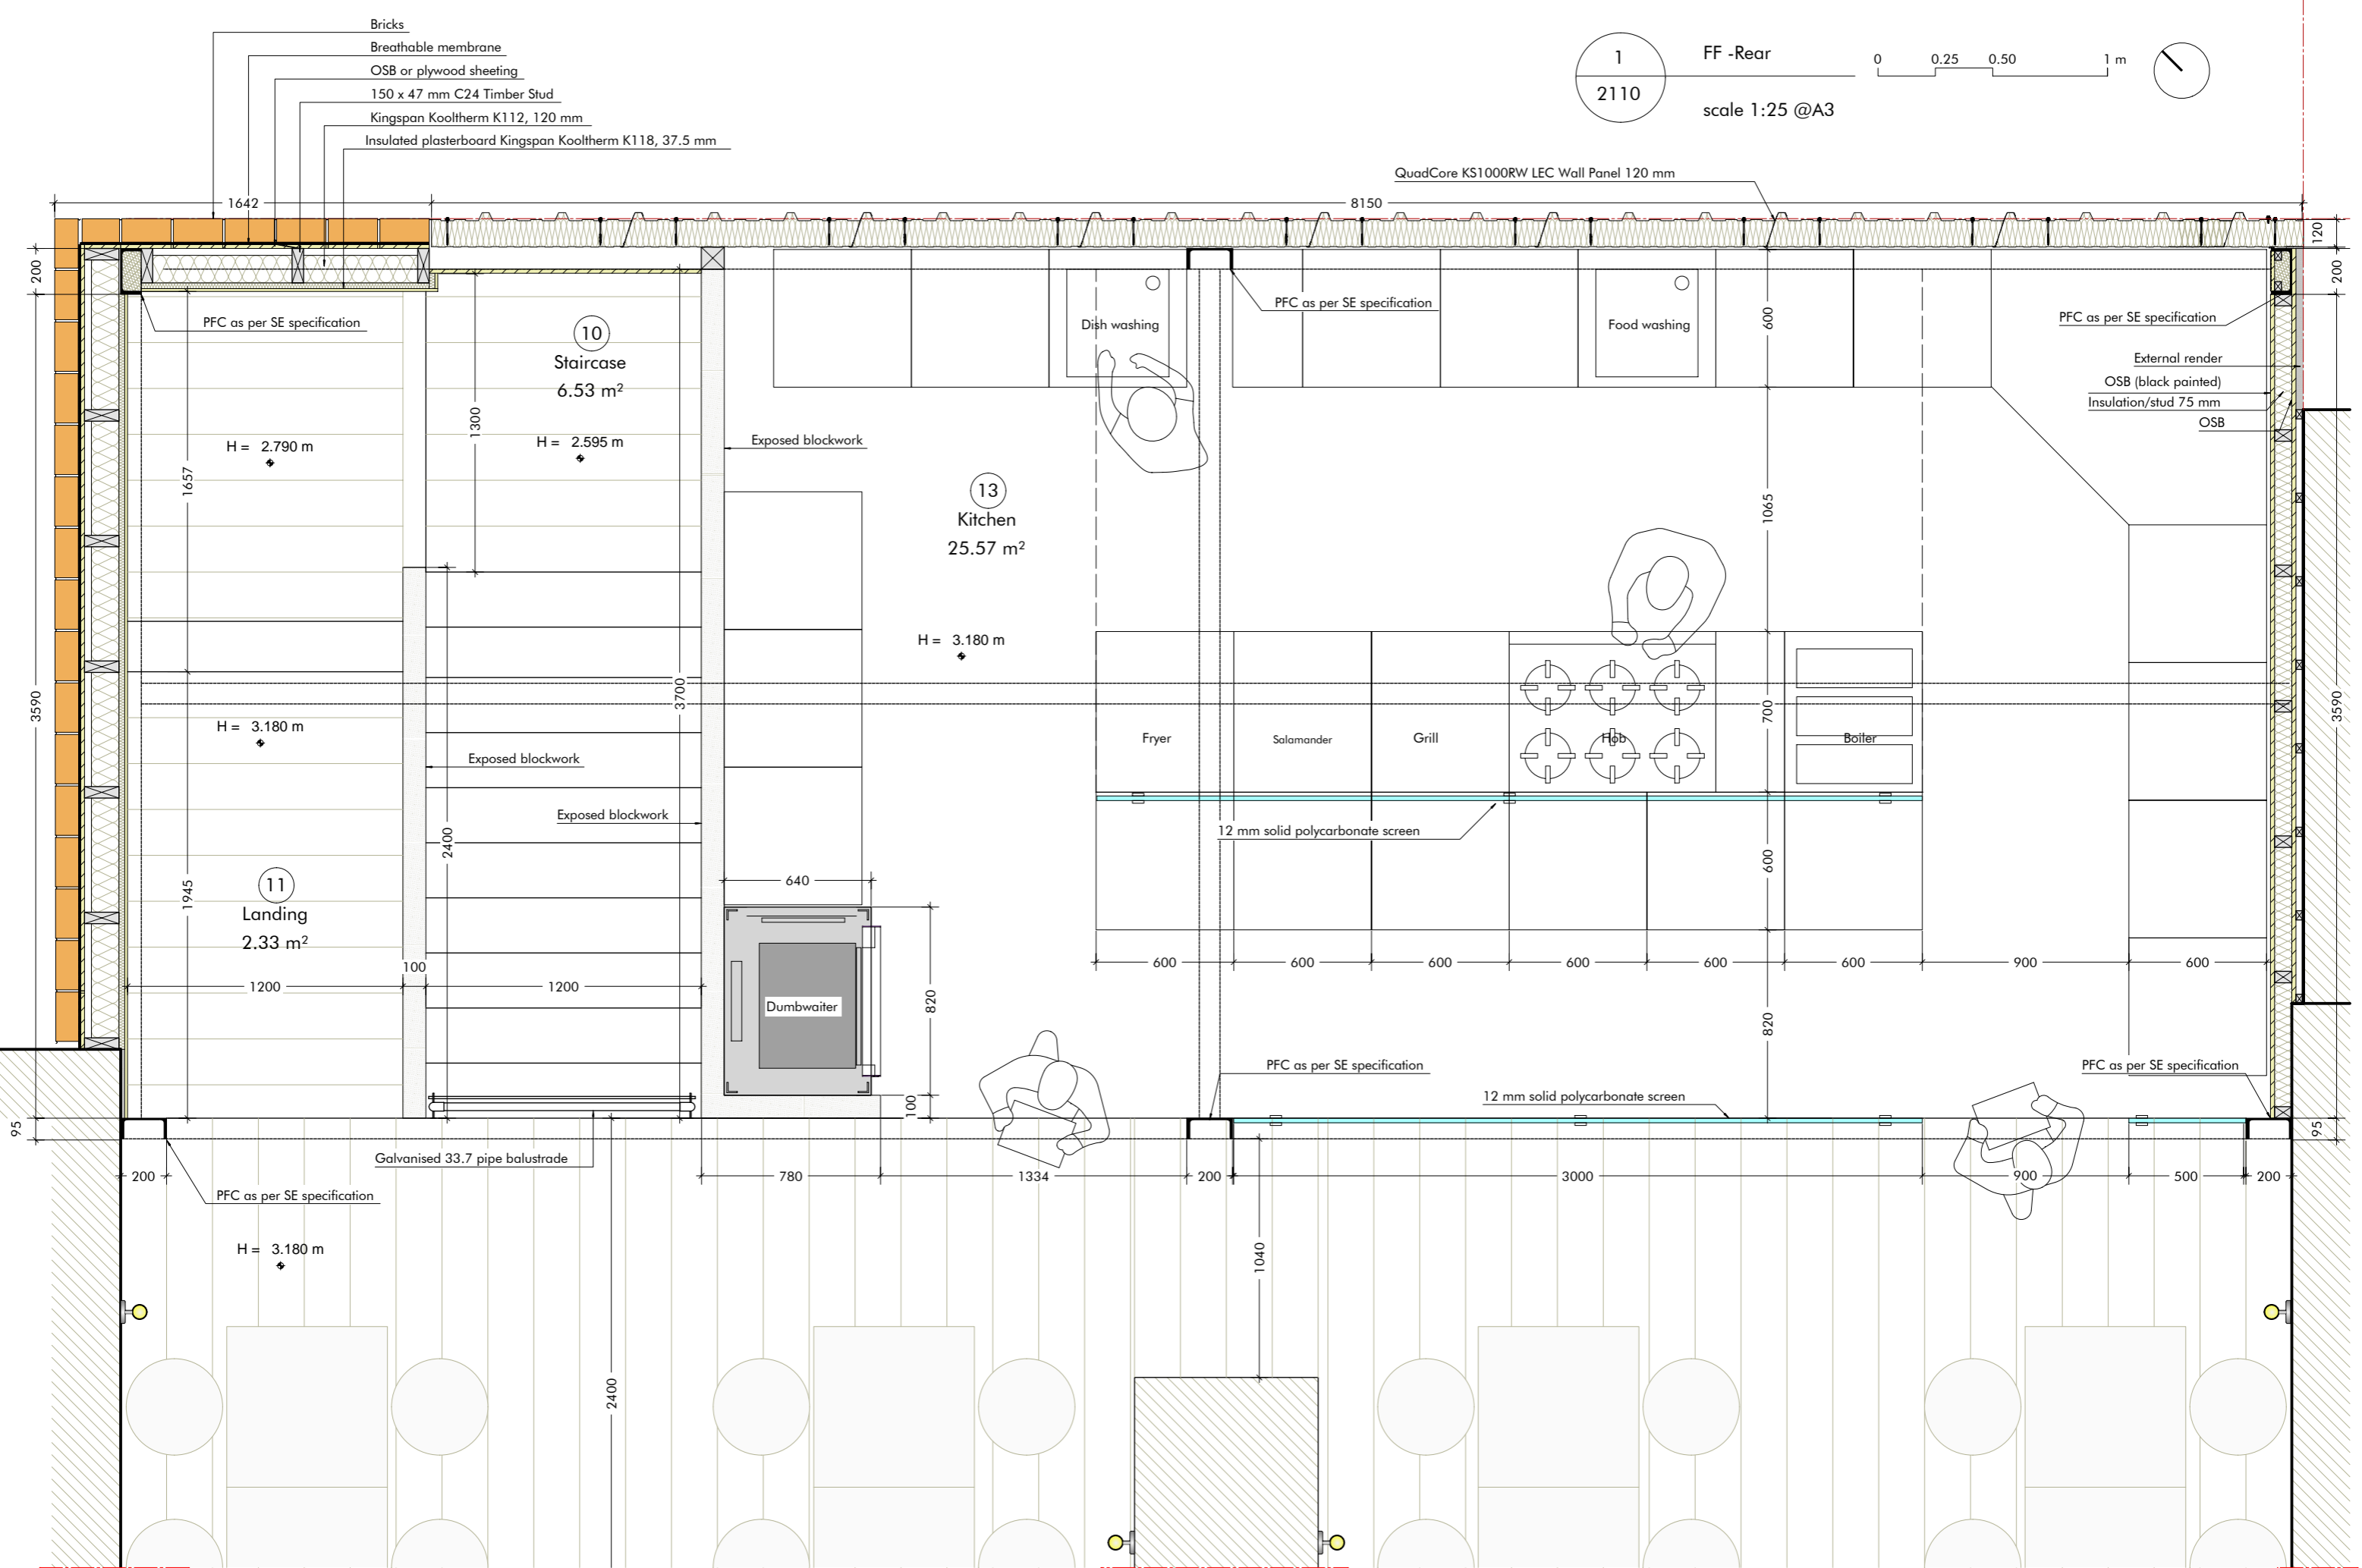 Bricks
Breathable membrane
OSB or plywood sheeting
150 x 47 mm C24 Timber Stud
Kingspan Kooltherm K112, 120 mm
Insulated plasterboard Kingspan Kooltherm K118, 37.5 mm
1
2110
FF -Rear
scale 1:25 @A3
0 0.25 0.50 1 m
QuadCore KS1000RW LEC Wall Panel 120 mm
1642
8150
120
200
200
PFC as per SE specification
10
Staircase
6.53 m²
H = 2.595 m
H = 2.790 m
1300
1657
Dish washing
PFC as per SE specification
Food washing
600
PFC as per SE specification
External render
OSB (black painted)
Insulation/stud 75 mm
OSB
Exposed blockwork
13
Kitchen
25.57 m²
H = 3.180 m
1065
3590
3700
3590
H = 3.180 m
Exposed blockwork
Exposed blockwork
2400
1945
Fryer
Salamander
Grill
Hob
Boiler
700
12 mm solid polycarbonate screen
600
11
Landing
2.33 m²
640
100
1200
1200
Dumbwaiter
820
100
600
600
600
600
600
600
900
600
820
PFC as per SE specification
12 mm solid polycarbonate screen
PFC as per SE specification
95
95
Galvanised 33.7 pipe balustrade
200
PFC as per SE specification
780
1334
200
3000
900
500
200
H = 3.180 m
1040
2400